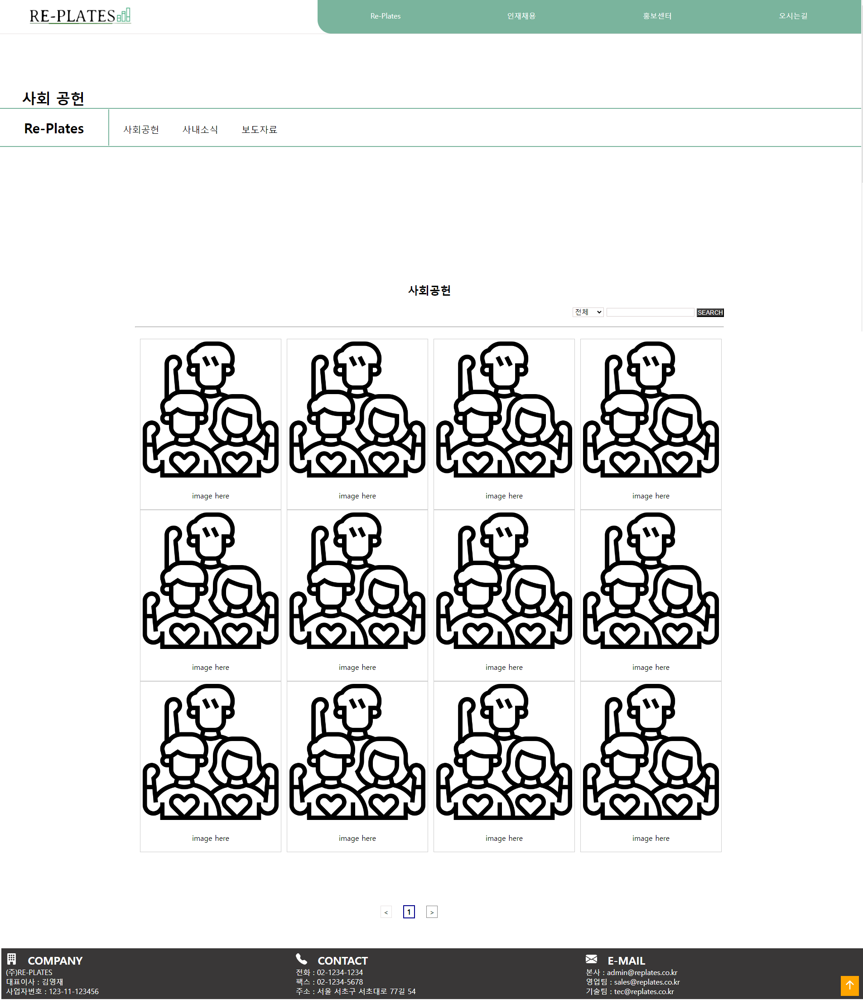 RE-PLATES
Re-Plates 인재채용 홍보센터 오시는길
사회 공헌
Re-Plates 사회공헌 사내소식 보도자료
사회공헌
전체 SEARCH
image here image here image here image here
image here image here image here image here
image here image here image here image here
< 1 >
COMPANY
(주)RE-PLATES
대표이사 : 김영재
사업자번호 : 123-11-123456
CONTACT
전화 : 02-1234-1234
팩스 : 02-1234-5678
주소 : 서울 서초구 서초대로 77길 54
E-MAIL
본사 : admin@replates.co.kr
영업팀 : sales@replates.co.kr
기술팀 : tec@replates.co.kr